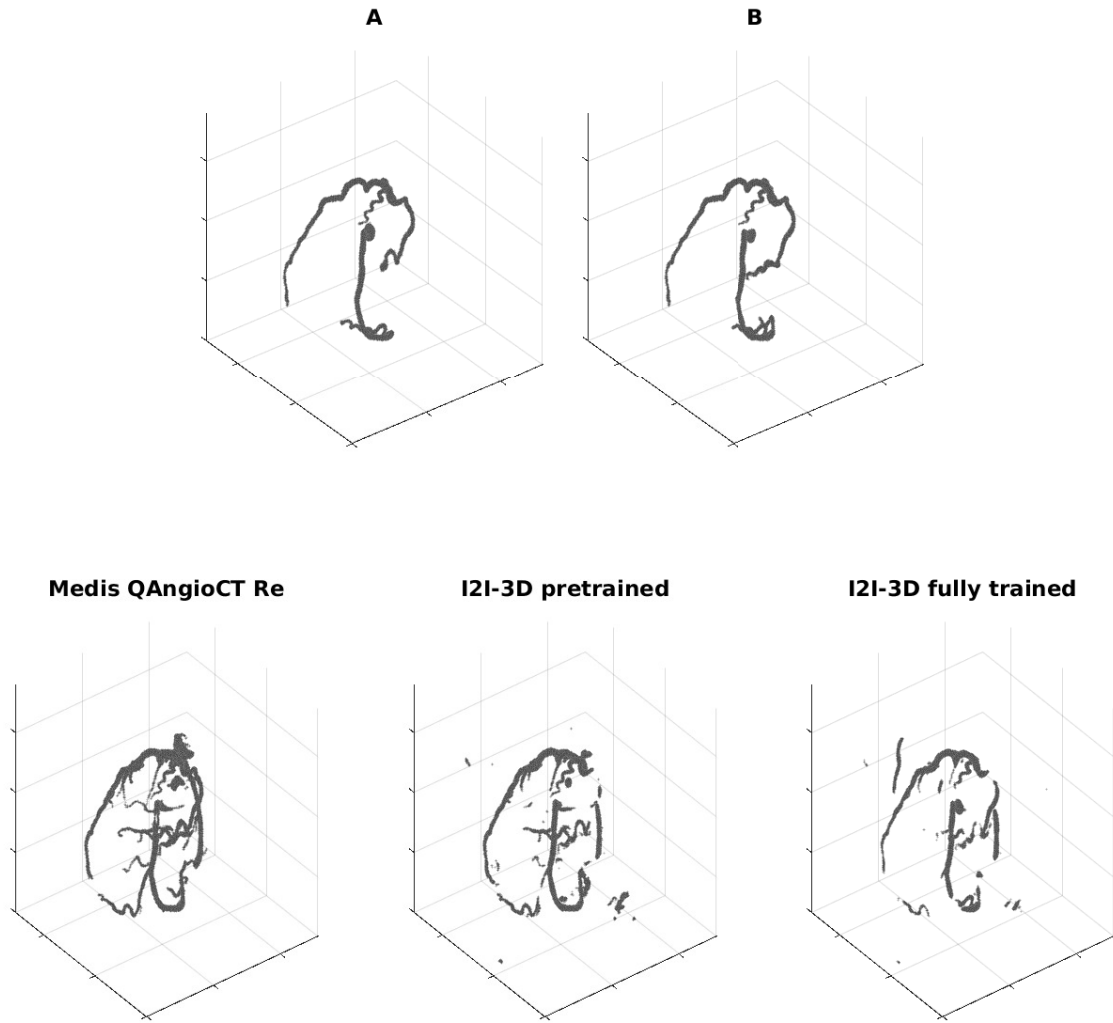 A
B
Medis QAngioCT Re
I2I-3D pretrained
I2I-3D fully trained